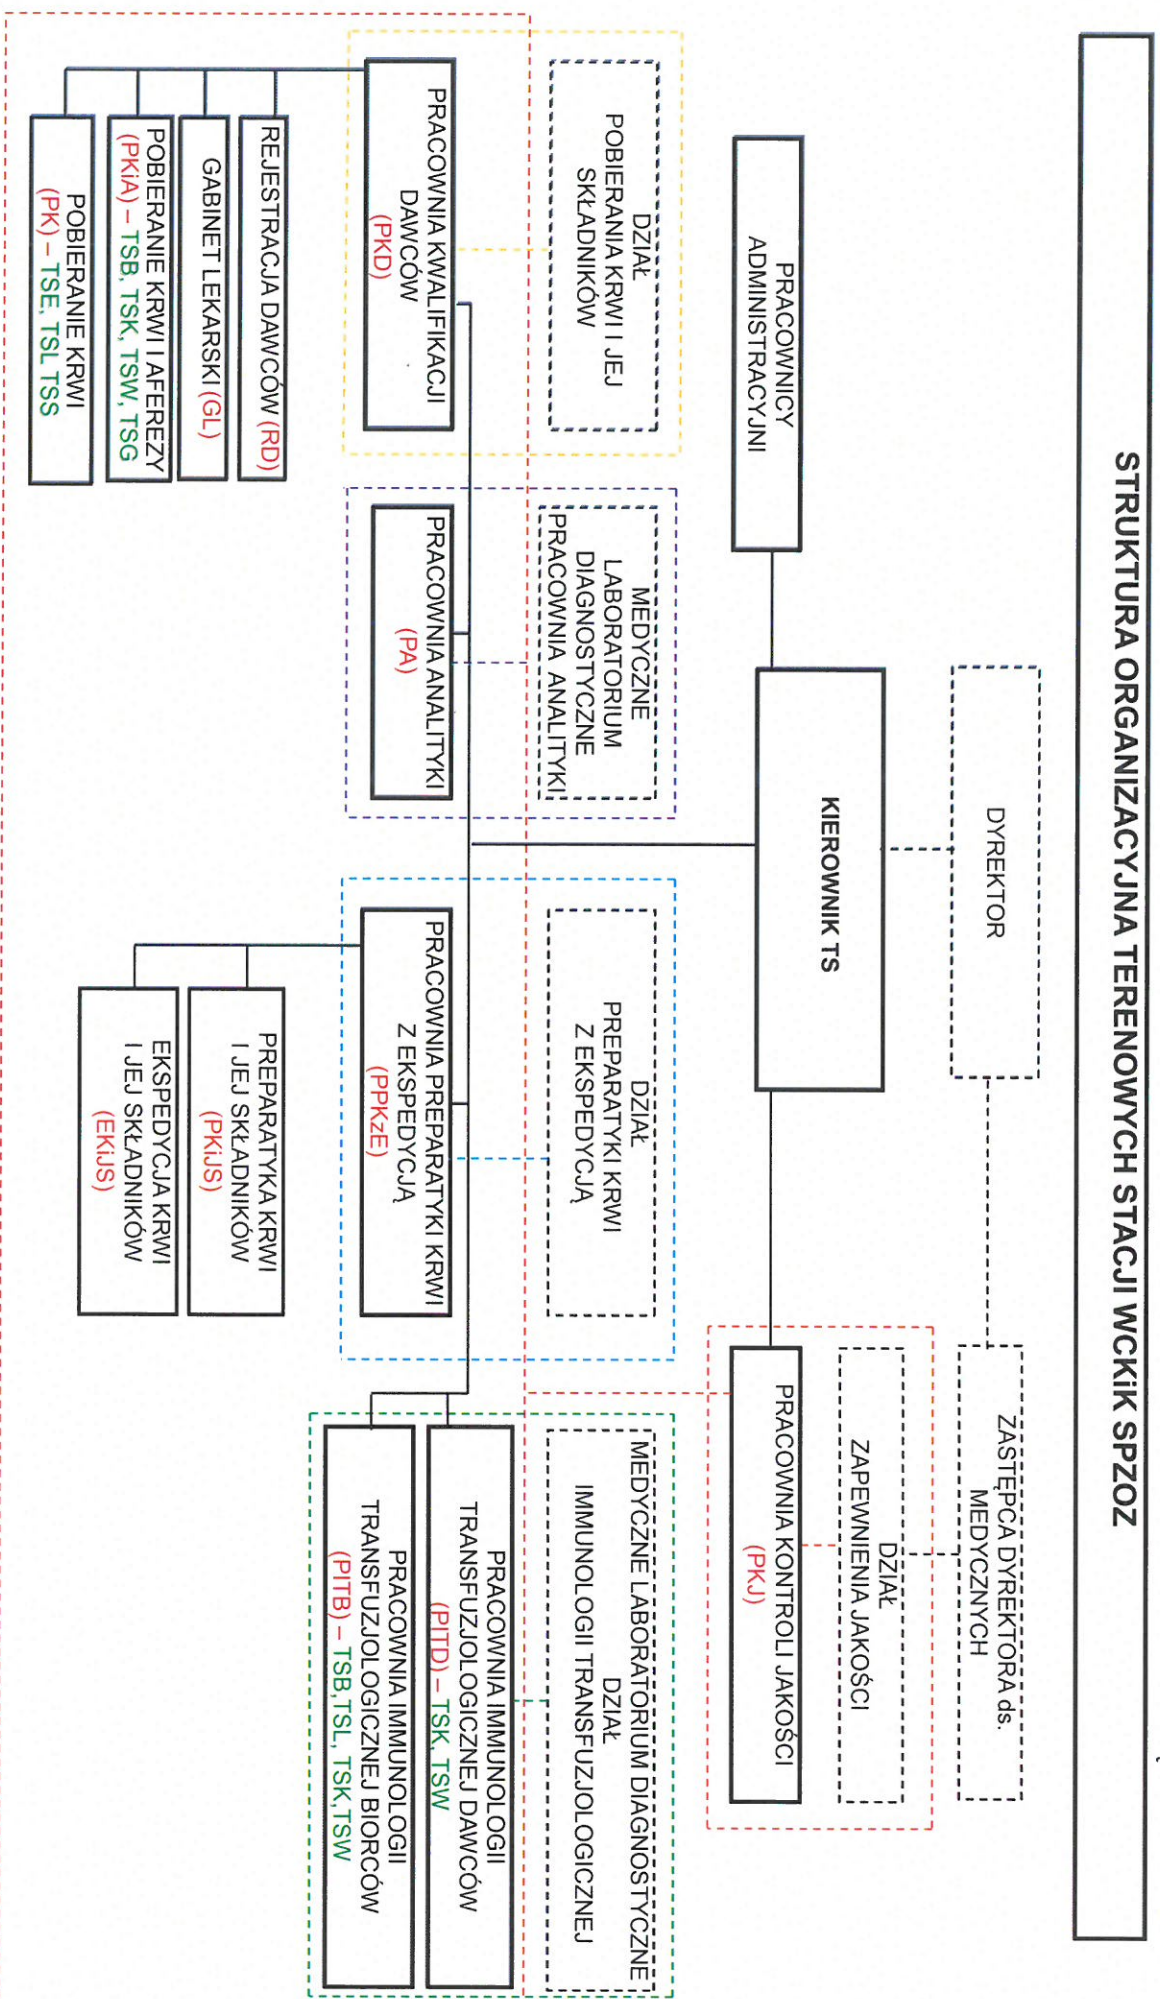 STRUKTURA ORGANIZACYJNA TERENOWYCH STACJI WCKiK SPZOZ
DYREKTOR
ZASTĘPCA DYREKTORA ds.
MEDYCZNYCH
PRACOWNICY
ADMINISTRACYJNI
KIEROWNIK TS
DZIAŁ
ZAPEWNIENIA JAKOŚCI
PRACOWNIA KONTROLI JAKOŚCI
(PKJ)
DZIAŁ
POBIERANIA KRWI I JEJ
SKŁADNIKÓW
MEDYCZNE
LABORATORIUM
DIAGNOSTYCZNE
PRACOWNIA ANALITYKI
DZIAŁ
PREPARATYKI KRWI
Z EKSPEDYCJĄ
MEDYCZNE LABORATORIUM DIAGNOSTYCZNE
DZIAŁ
IMMUNOLOGII TRANSFUZJOLOGICZNEJ
PRACOWNIA KWALIFIKACJI
DAWCÓW
(PKD)
PRACOWNIA ANALITYKI
(PA)
PRACOWNIA PREPARATYKI KRWI
Z EKSPEDYCJĄ
(PPKzE)
PRACOWNIA IMMUNOLOGII
TRANSFUZJOLOGICZNEJ DAWCÓW
(PITD) – TSK, TSW
PRACOWNIA IMMUNOLOGII
TRANSFUZJOLOGICZNEJ BIORCÓW
(PITB) – TSB,TSL, TSK,TSW
REJESTRACJA DAWCÓW (RD)
GABINET LEKARSKI (GL)
POBIERANIE KRWI I AFEREZY
(PKiA) – TSB, TSK, TSW, TSG
POBIERANIE KRWI
(PK) – TSE, TSL TSS
PREPARATYKA KRWI
I JEJ SKŁADNIKÓW
(PKiJS)
EKSPEDYCJA KRWI
I JEJ SKŁADNIKÓW
(EKiJS)